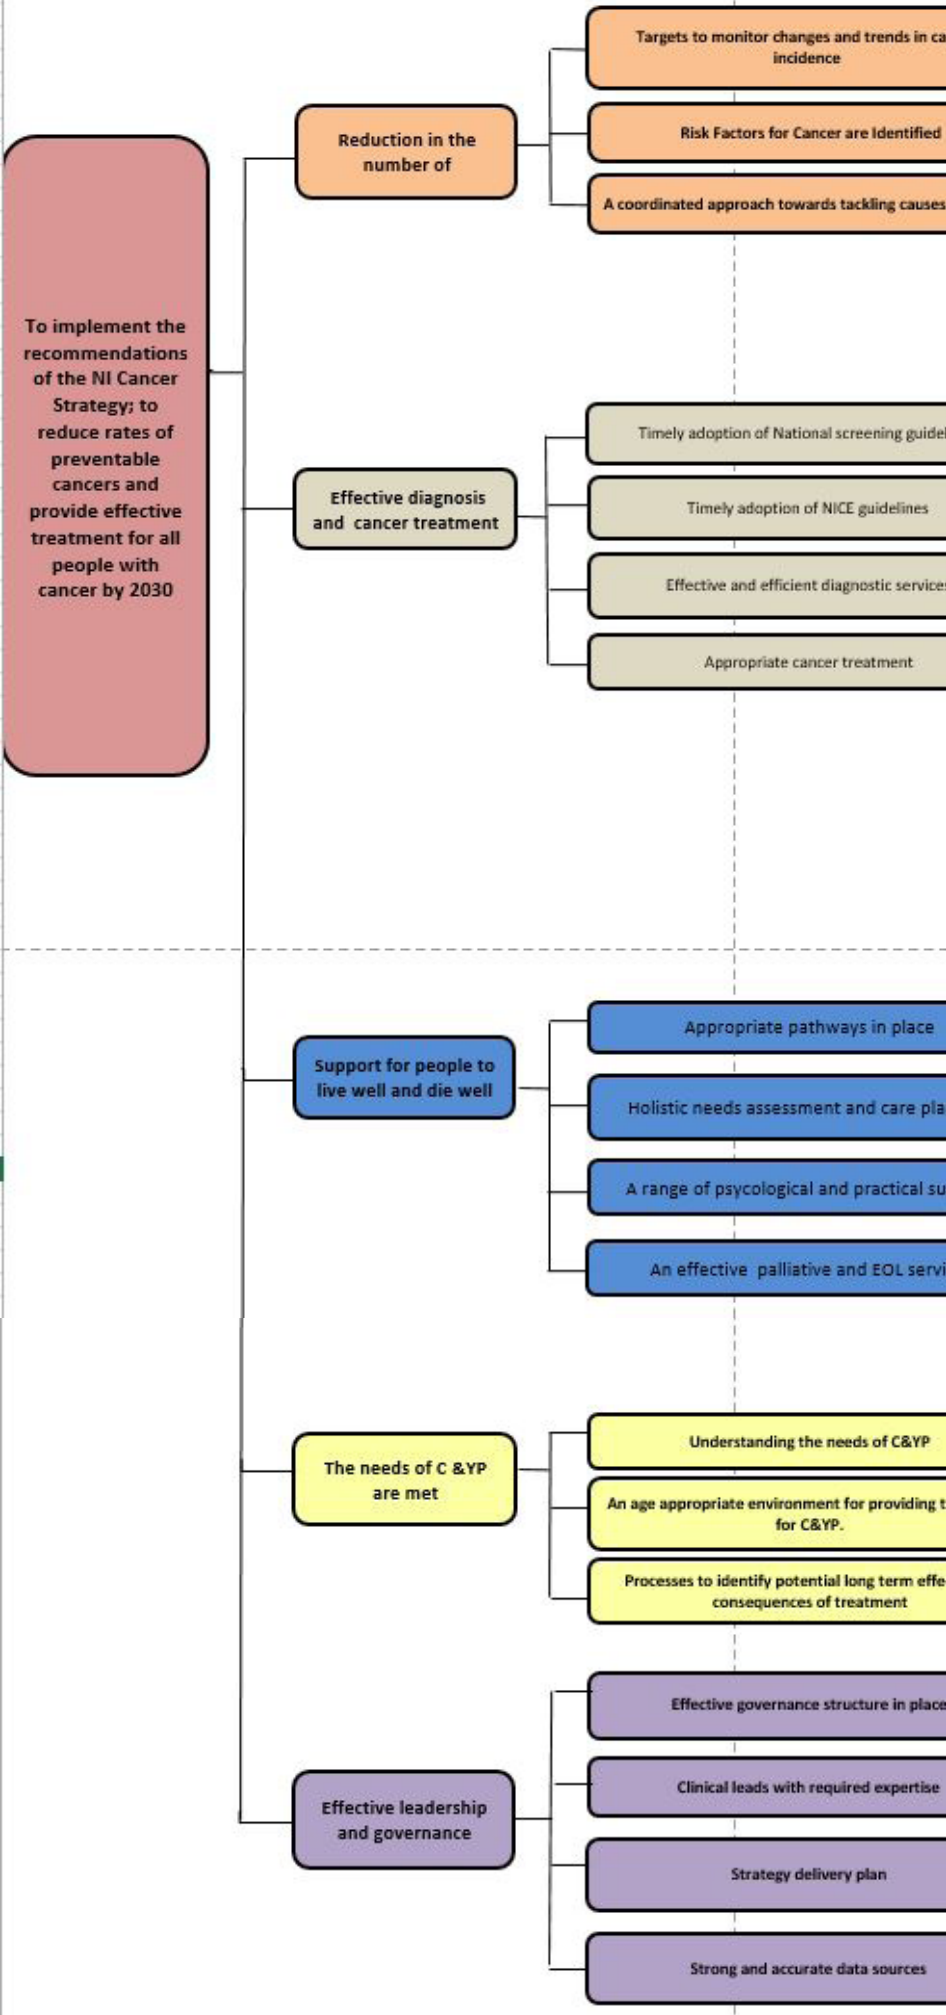 To implement the
recommendations
of the NI Cancer
Strategy; to
reduce rates of
preventable
cancers and
provide effective
treatment for all
people with
cancer by 2030
Reduction in the
number of
Targets to monitor changes and trends in ca
incidence
Risk Factors for Cancer are Identified
A coordinated approach towards tackling causes
Effective diagnosis
and cancer treatment
Timely adoption of National screening guidel
Timely adoption of NICE guidelines
Effective and efficient diagnostic services
Appropriate cancer treatment
Support for people to
live well and die well
Appropriate pathways in place
Holistic needs assessment and care pla
A range of psycological and practical su
An effective palliative and EOL servi
The needs of C &YP
are met
Understanding the needs of C&YP
An age appropriate environment for providing t
for C&YP.
Processes to identify potential long term effe
consequences of treatment
Effective leadership
and governance
Effective governance structure in place
Clinical leads with required expertise
Strategy delivery plan
Strong and accurate data sources